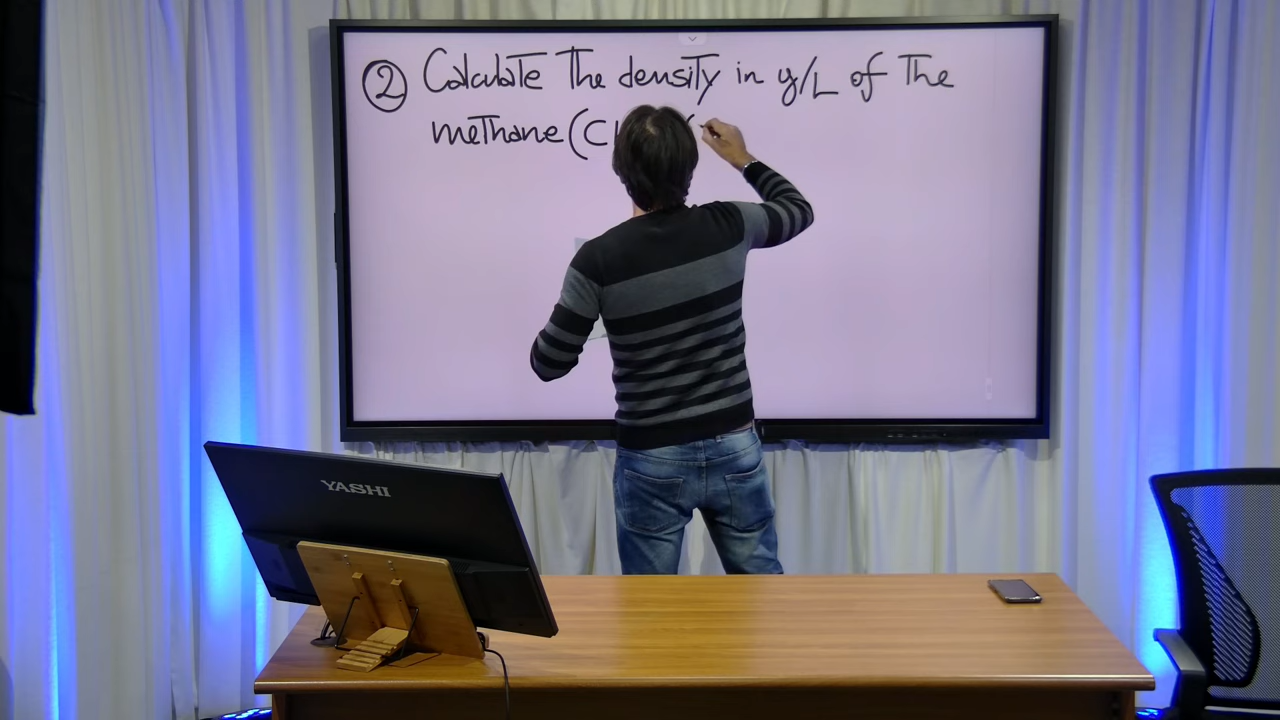 ② Calculate The density in g/L of The
methane (C
YASHI